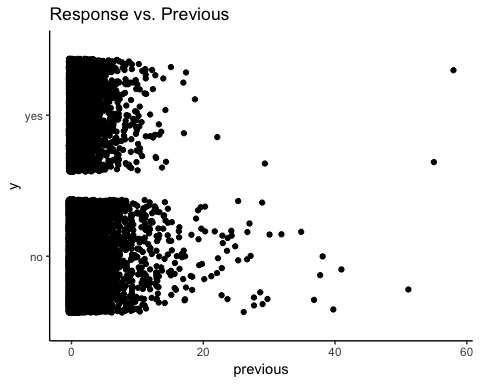 Response vs. Previous
yes
no
y
0
20
40
60
previous